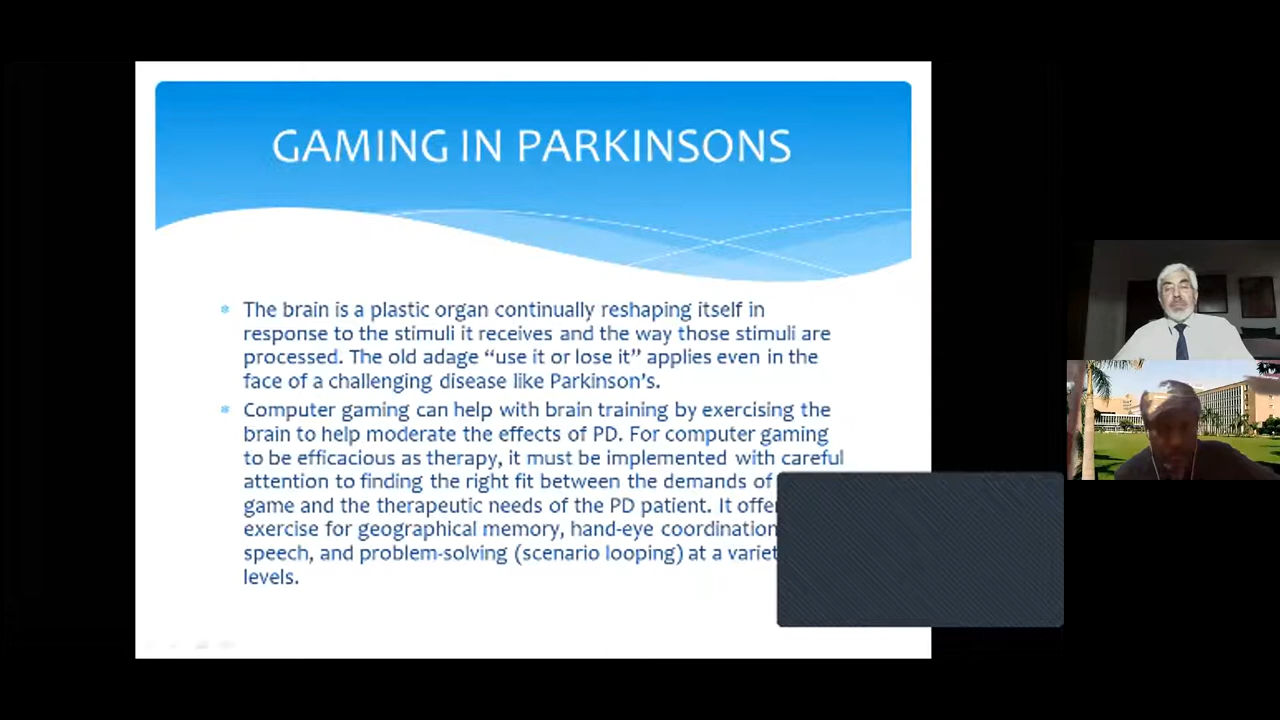 GAMING IN PARKINSONS
The brain is a plastic organ continually reshaping itself in
response to the stimuli it receives and the way those stimuli are
processed. The old adage “use it or lose it” applies even in the
face of a challenging disease like Parkinson’s.
Computer gaming can help with brain training by exercising the
brain to help moderate the effects of PD. For computer gaming
to be efficacious as therapy, it must be implemented with careful
attention to finding the right fit between the demands of
game and the therapeutic needs of the PD patient. It
exercise for geographical memory, hand-eye coordination
speech, and problem-solving (scenario looping) at a
levels.